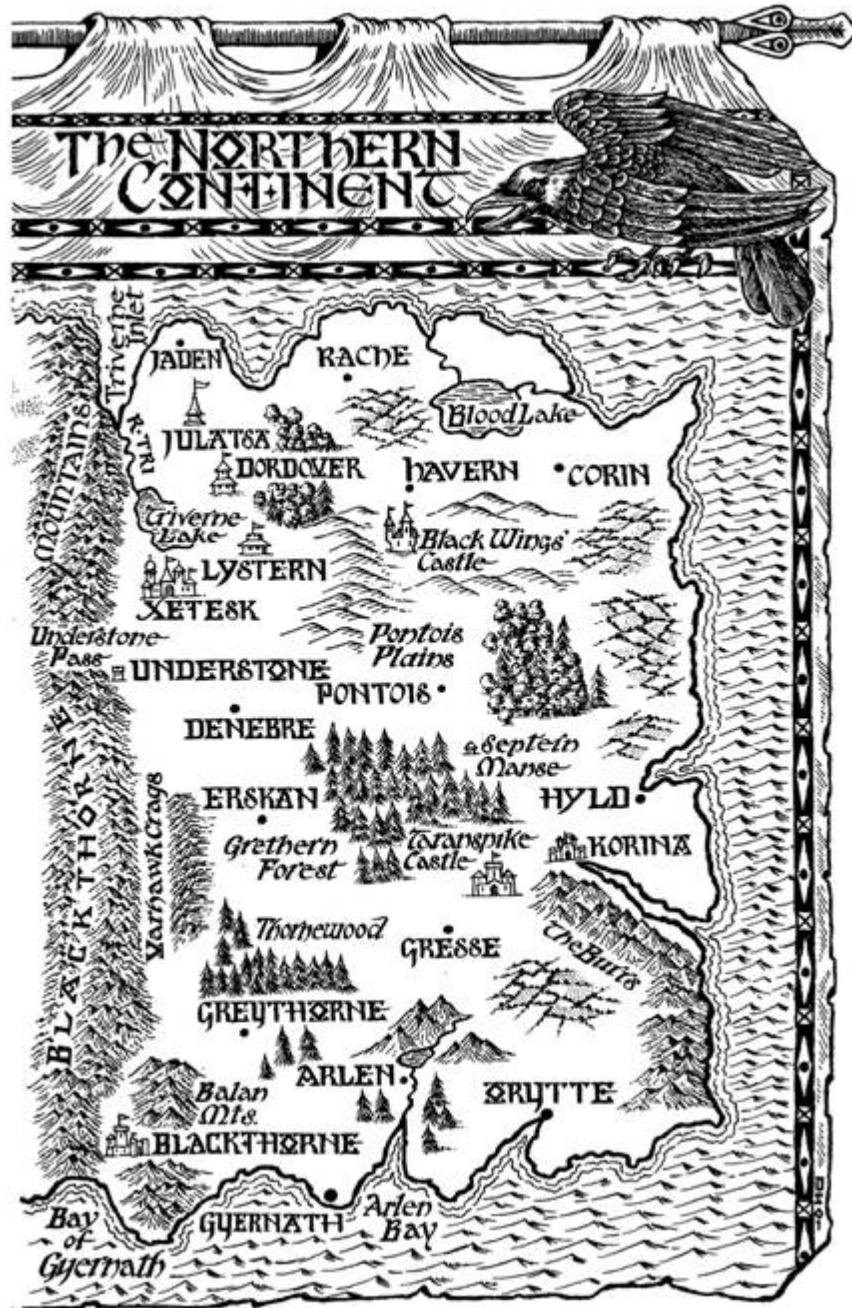 The NORTHERN
CONTINENT
Triverne
Inlet
JADEN
RACHE
Blood Lake
R. TRI
JULATSA
DORDOVER
HAVERN
CORIN
Triverne
Lake
LYSTERN
Black Wings'
Castle
XETESK
Understone
Pass
UNDERSTONE
Pontois
Plains
PONTOIS
DENEBRE
Septern
Manse
ERSKAN
HYLD
Grethern
Forest
Taranspike
Castle
KORINA
BLACKTHORNE
Mountains
Varhawk Crags
Thornewood
GRESSE
The Barrs
GREYTHORNE
ARLEN
ORYTTE
Balan
Mts.
BLACKTHORNE
GYERNATH
Arlen
Bay
Bay
of
Gyernath